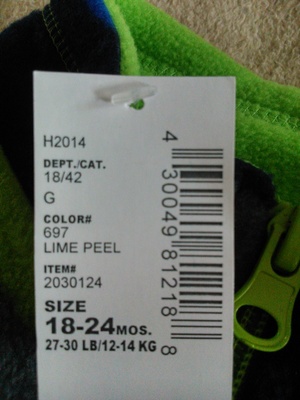 H2014
DEPT./CAT.
18/42
G
COLOR#
697
LIME PEEL
ITEM#
2030124
SIZE
18-24MOS.
27-30 LB/12-14 KG
4 30049 81218 8